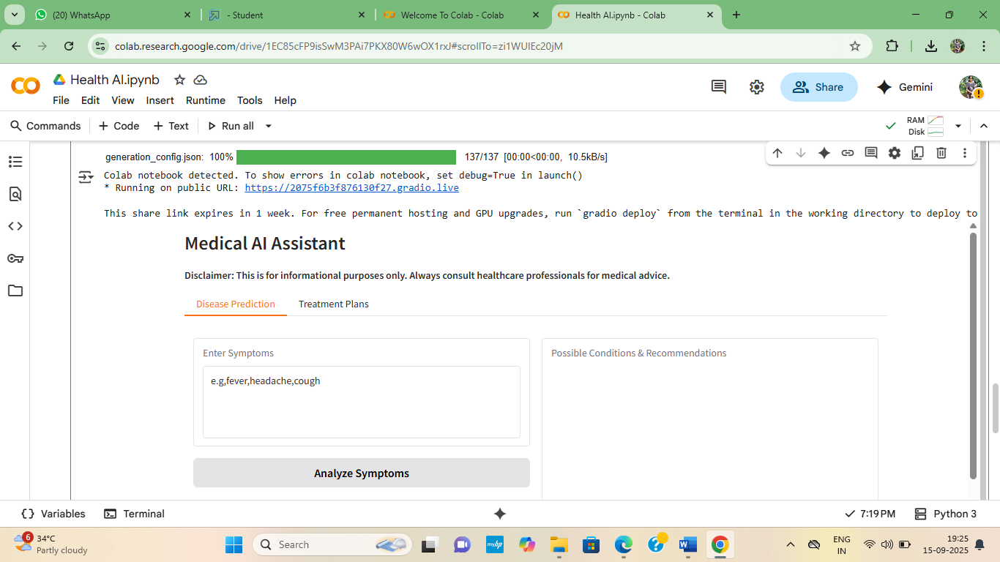 (20) WhatsApp
- Student
Welcome To Colab - Colab
Health AI.ipynb - Colab
colab.research.google.com/drive/1EC85cFP9isSwM3PAi7PKX80W6wOX1rxJ#scrollTo=zi1WUIEc20jM
Health AI.ipynb
File Edit View Insert Runtime Tools Help
Share
Gemini
Commands + Code + Text Run all
RAM
Disk
generation_config.json: 100% 137/137 [00:00<00:00, 10.5kB/s]
Colab notebook detected. To show errors in colab notebook, set debug=True in launch()
* Running on public URL: https://2075f6b3f876130f27.gradio.live
This share link expires in 1 week. For free permanent hosting and GPU upgrades, run `gradio deploy` from the terminal in the working directory to deploy to
Medical AI Assistant
Disclaimer: This is for informational purposes only. Always consult healthcare professionals for medical advice.
Disease Prediction Treatment Plans
Enter Symptoms
e.g,fever,headache,cough
Analyze Symptoms
Possible Conditions & Recommendations
Variables Terminal
7:19 PM Python 3
6
34°C
Partly cloudy
Search
myhp
ENG
IN
19:25
15-09-2025